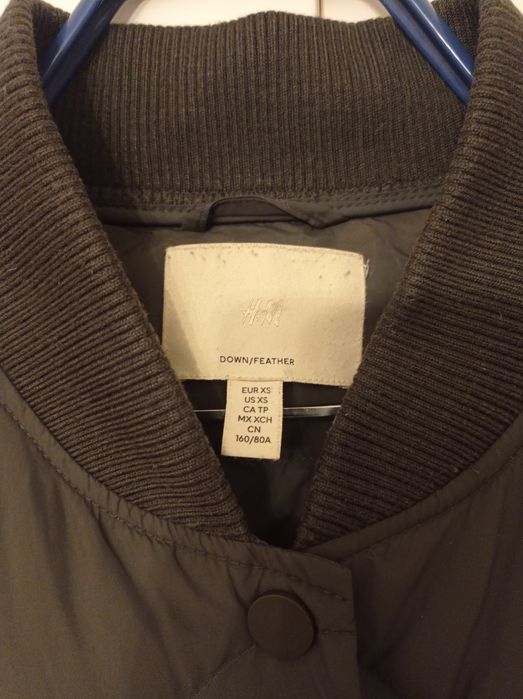 H&M
DOWN/FEATHER
EUR XS
US XS
CA TP
MX XCH
CN
160/80A